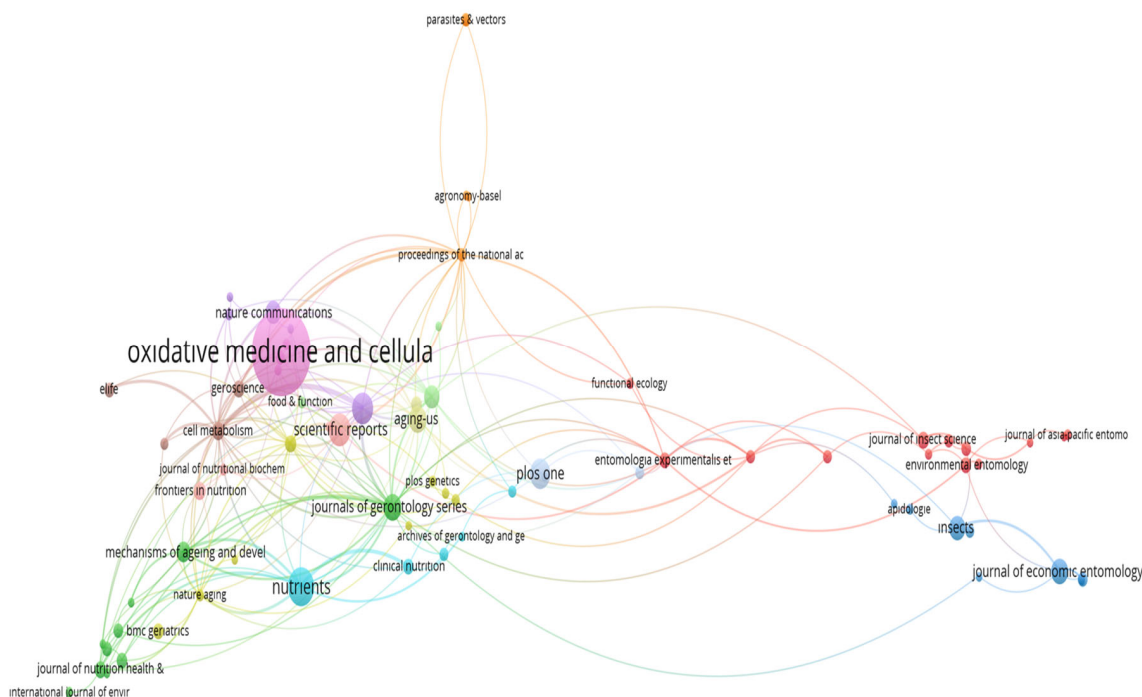 parasites & vectors
agronomy-basel
proceedings of the national ac
nature communications
oxidative medicine and cellula
functional ecology
elife
geroscience
food & function
aging-us
cell metabolism
scientific reports
journal of insect science
journal of asia-pacific entomo
entomologia experimentalis et
environmental entomology
journal of nutritional biochem
plos one
plos genetics
frontiers in nutrition
journals of gerontology series
apidologie
insects
archives of gerontology and ge
mechanisms of ageing and devel
clinical nutrition
journal of economic entomology
nutrients
nature aging
bmc geriatrics
journal of nutrition health &
international journal of envir